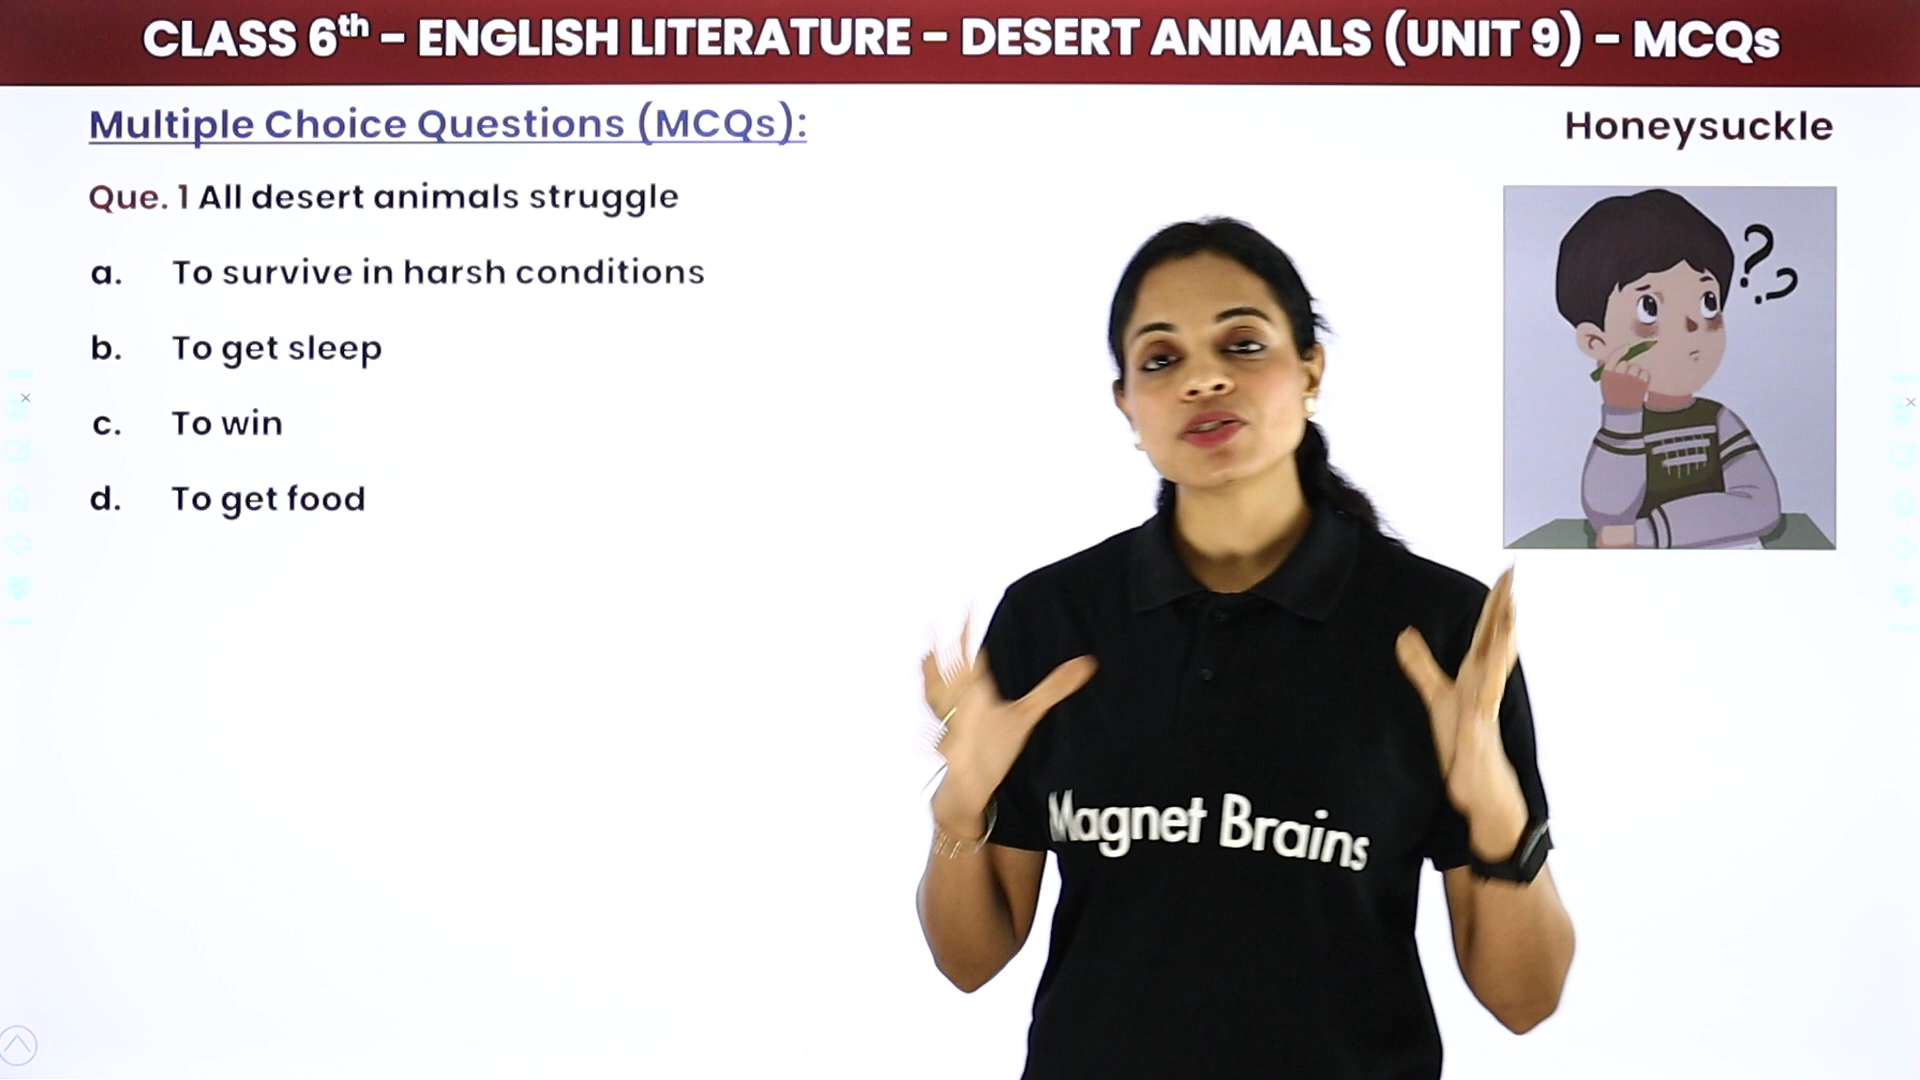 CLASS 6th – ENGLISH LITERATURE – DESERT ANIMALS (UNIT 9) – MCQs
Multiple Choice Questions (MCQs):
Honeysuckle
Que. 1 All desert animals struggle
a. To survive in harsh conditions
b. To get sleep
c. To win
d. To get food
??
Magnet Brains